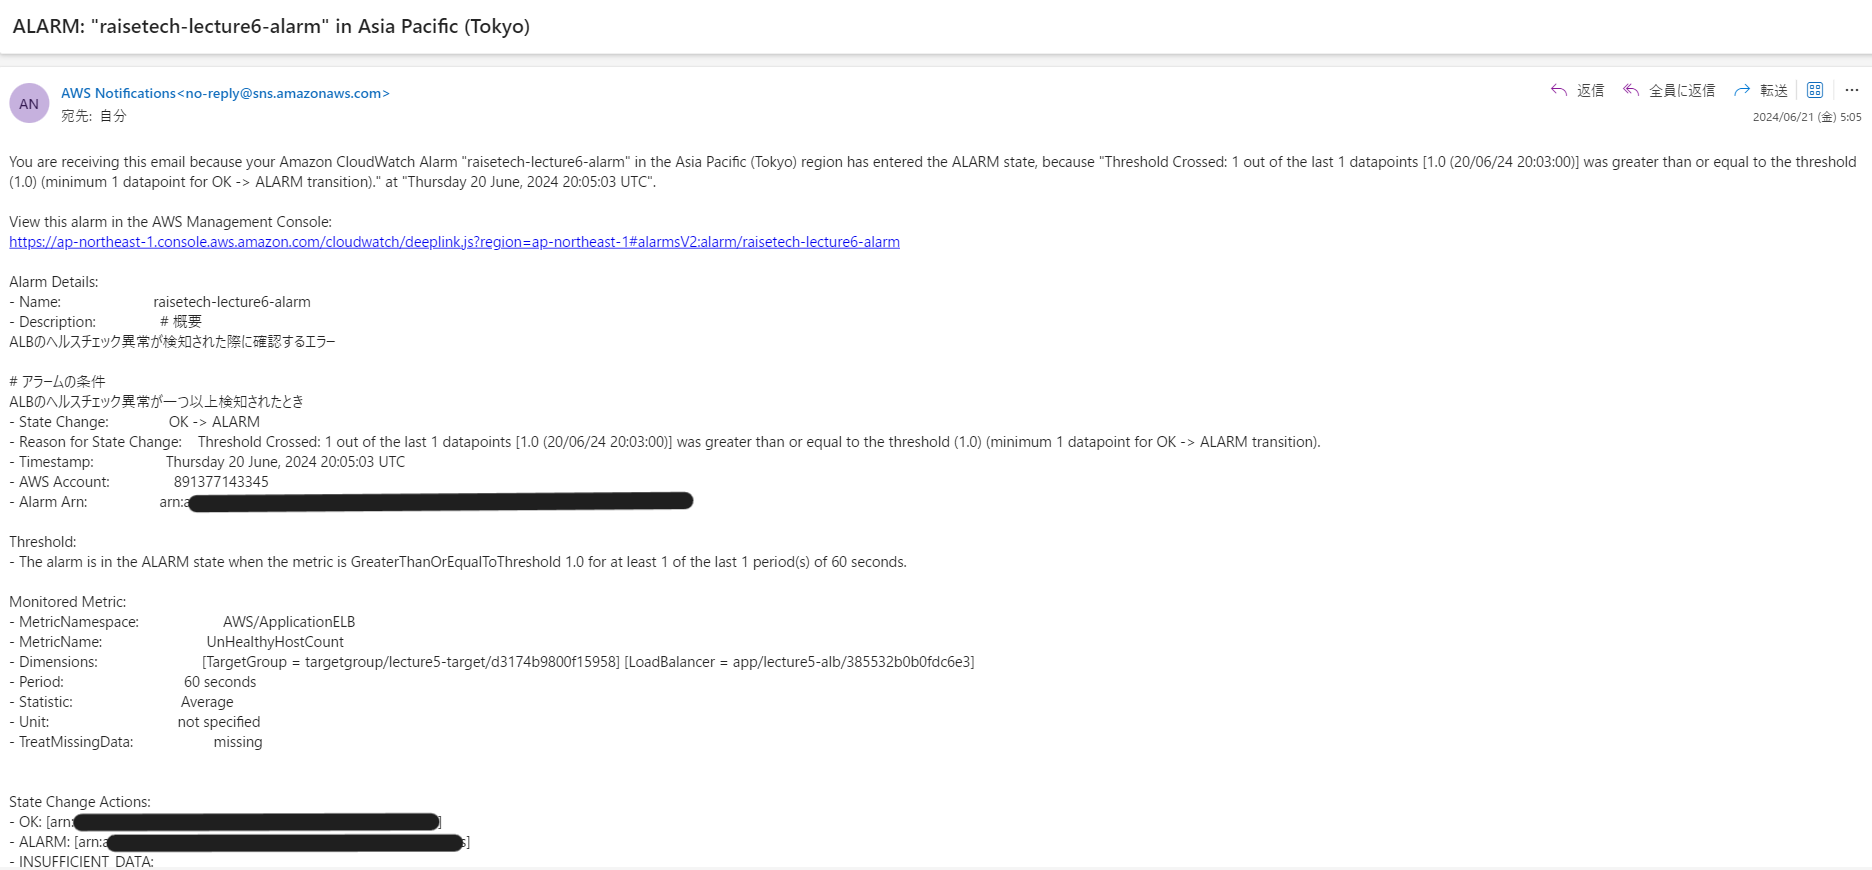 ALARM: "raisetech-lecture6-alarm" in Asia Pacific (Tokyo)
AN
AWS Notifications<no-reply@sns.amazonaws.com>
宛先: 自分
返信
全員に返信
転送
2024/06/21 (金) 5:05
You are receiving this email because your Amazon CloudWatch Alarm "raisetech-lecture6-alarm" in the Asia Pacific (Tokyo) region has entered the ALARM state, because "Threshold Crossed: 1 out of the last 1 datapoints [1.0 (20/06/24 20:03:00)] was greater than or equal to the threshold
(1.0) (minimum 1 datapoint for OK -> ALARM transition)." at "Thursday 20 June, 2024 20:05:03 UTC".
View this alarm in the AWS Management Console:
https://ap-northeast-1.console.aws.amazon.com/cloudwatch/deeplink.js?region=ap-northeast-1#alarmsV2:alarm/raisetech-lecture6-alarm
Alarm Details:
- Name: raisetech-lecture6-alarm
- Description: # 概要
ALBのヘルスチェック異常が検知された際に確認するエラー
# アラームの条件
ALBのヘルスチェック異常が一つ以上検知されたとき
- State Change: OK -> ALARM
- Reason for State Change: Threshold Crossed: 1 out of the last 1 datapoints [1.0 (20/06/24 20:03:00)] was greater than or equal to the threshold (1.0) (minimum 1 datapoint for OK -> ALARM transition).
- Timestamp: Thursday 20 June, 2024 20:05:03 UTC
- AWS Account: 891377143345
- Alarm Arn: arn:a
Threshold:
- The alarm is in the ALARM state when the metric is GreaterThanOrEqualToThreshold 1.0 for at least 1 of the last 1 period(s) of 60 seconds.
Monitored Metric:
- MetricNamespace: AWS/ApplicationELB
- MetricName: UnHealthyHostCount
- Dimensions: [TargetGroup = targetgroup/lecture5-target/d3174b9800f15958] [LoadBalancer = app/lecture5-alb/385532b0b0fdc6e3]
- Period: 60 seconds
- Statistic: Average
- Unit: not specified
- TreatMissingData: missing
State Change Actions:
- OK: [arn: ]
- ALARM: [arn:a s]
- INSUFFICIENT_DATA: